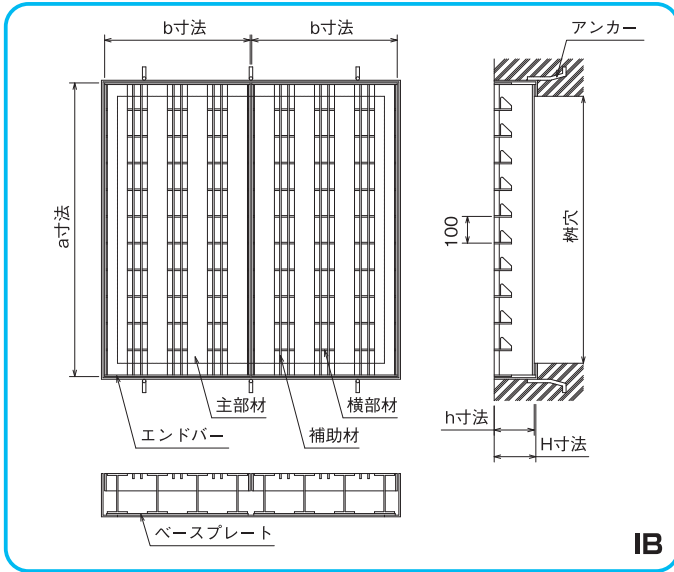 b寸法
b寸法
アンカー
a寸法
100
桝穴
主部材
横部材
エンドバー
補助材
h寸法
H寸法
ベースプレート
IB